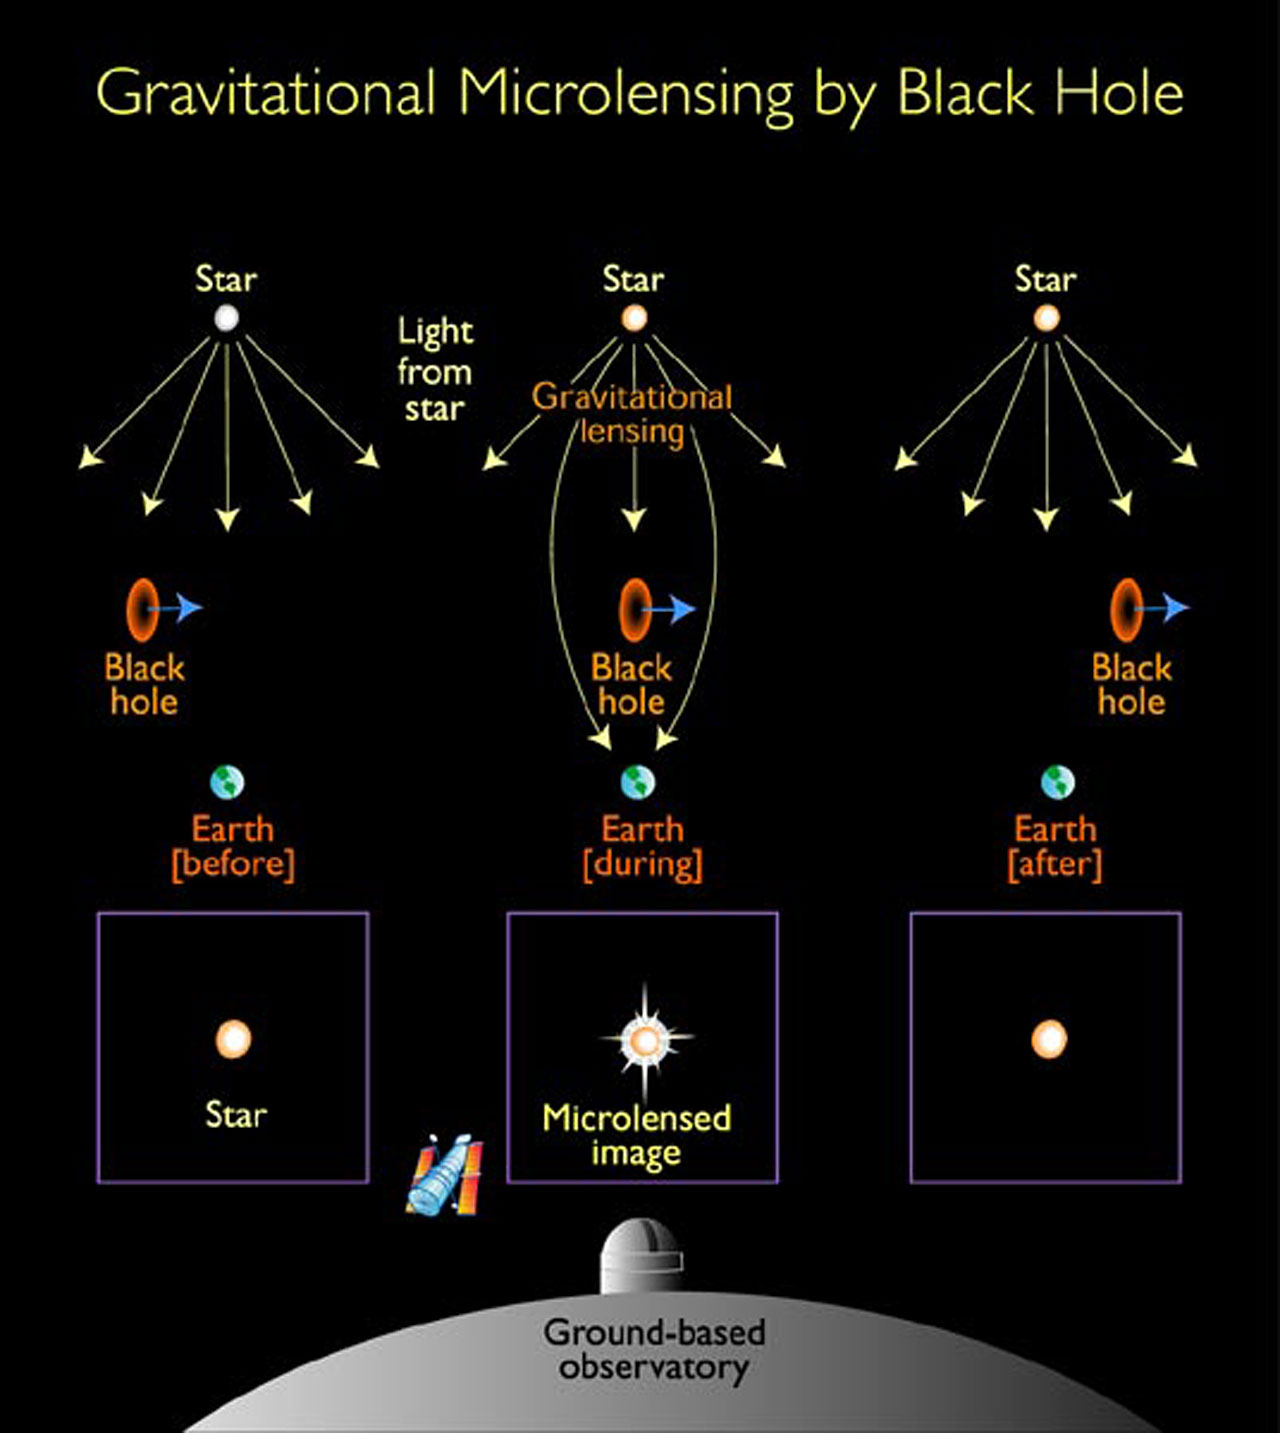 Gravitational Microlensing by Black Hole
Star
Star
Star
Light
from
star
Gravitational
lensing
Black
hole
Black
hole
Black
hole
Earth
[before]
Earth
[during]
Earth
[after]
Star
Microlensed
image
Ground-based
observatory